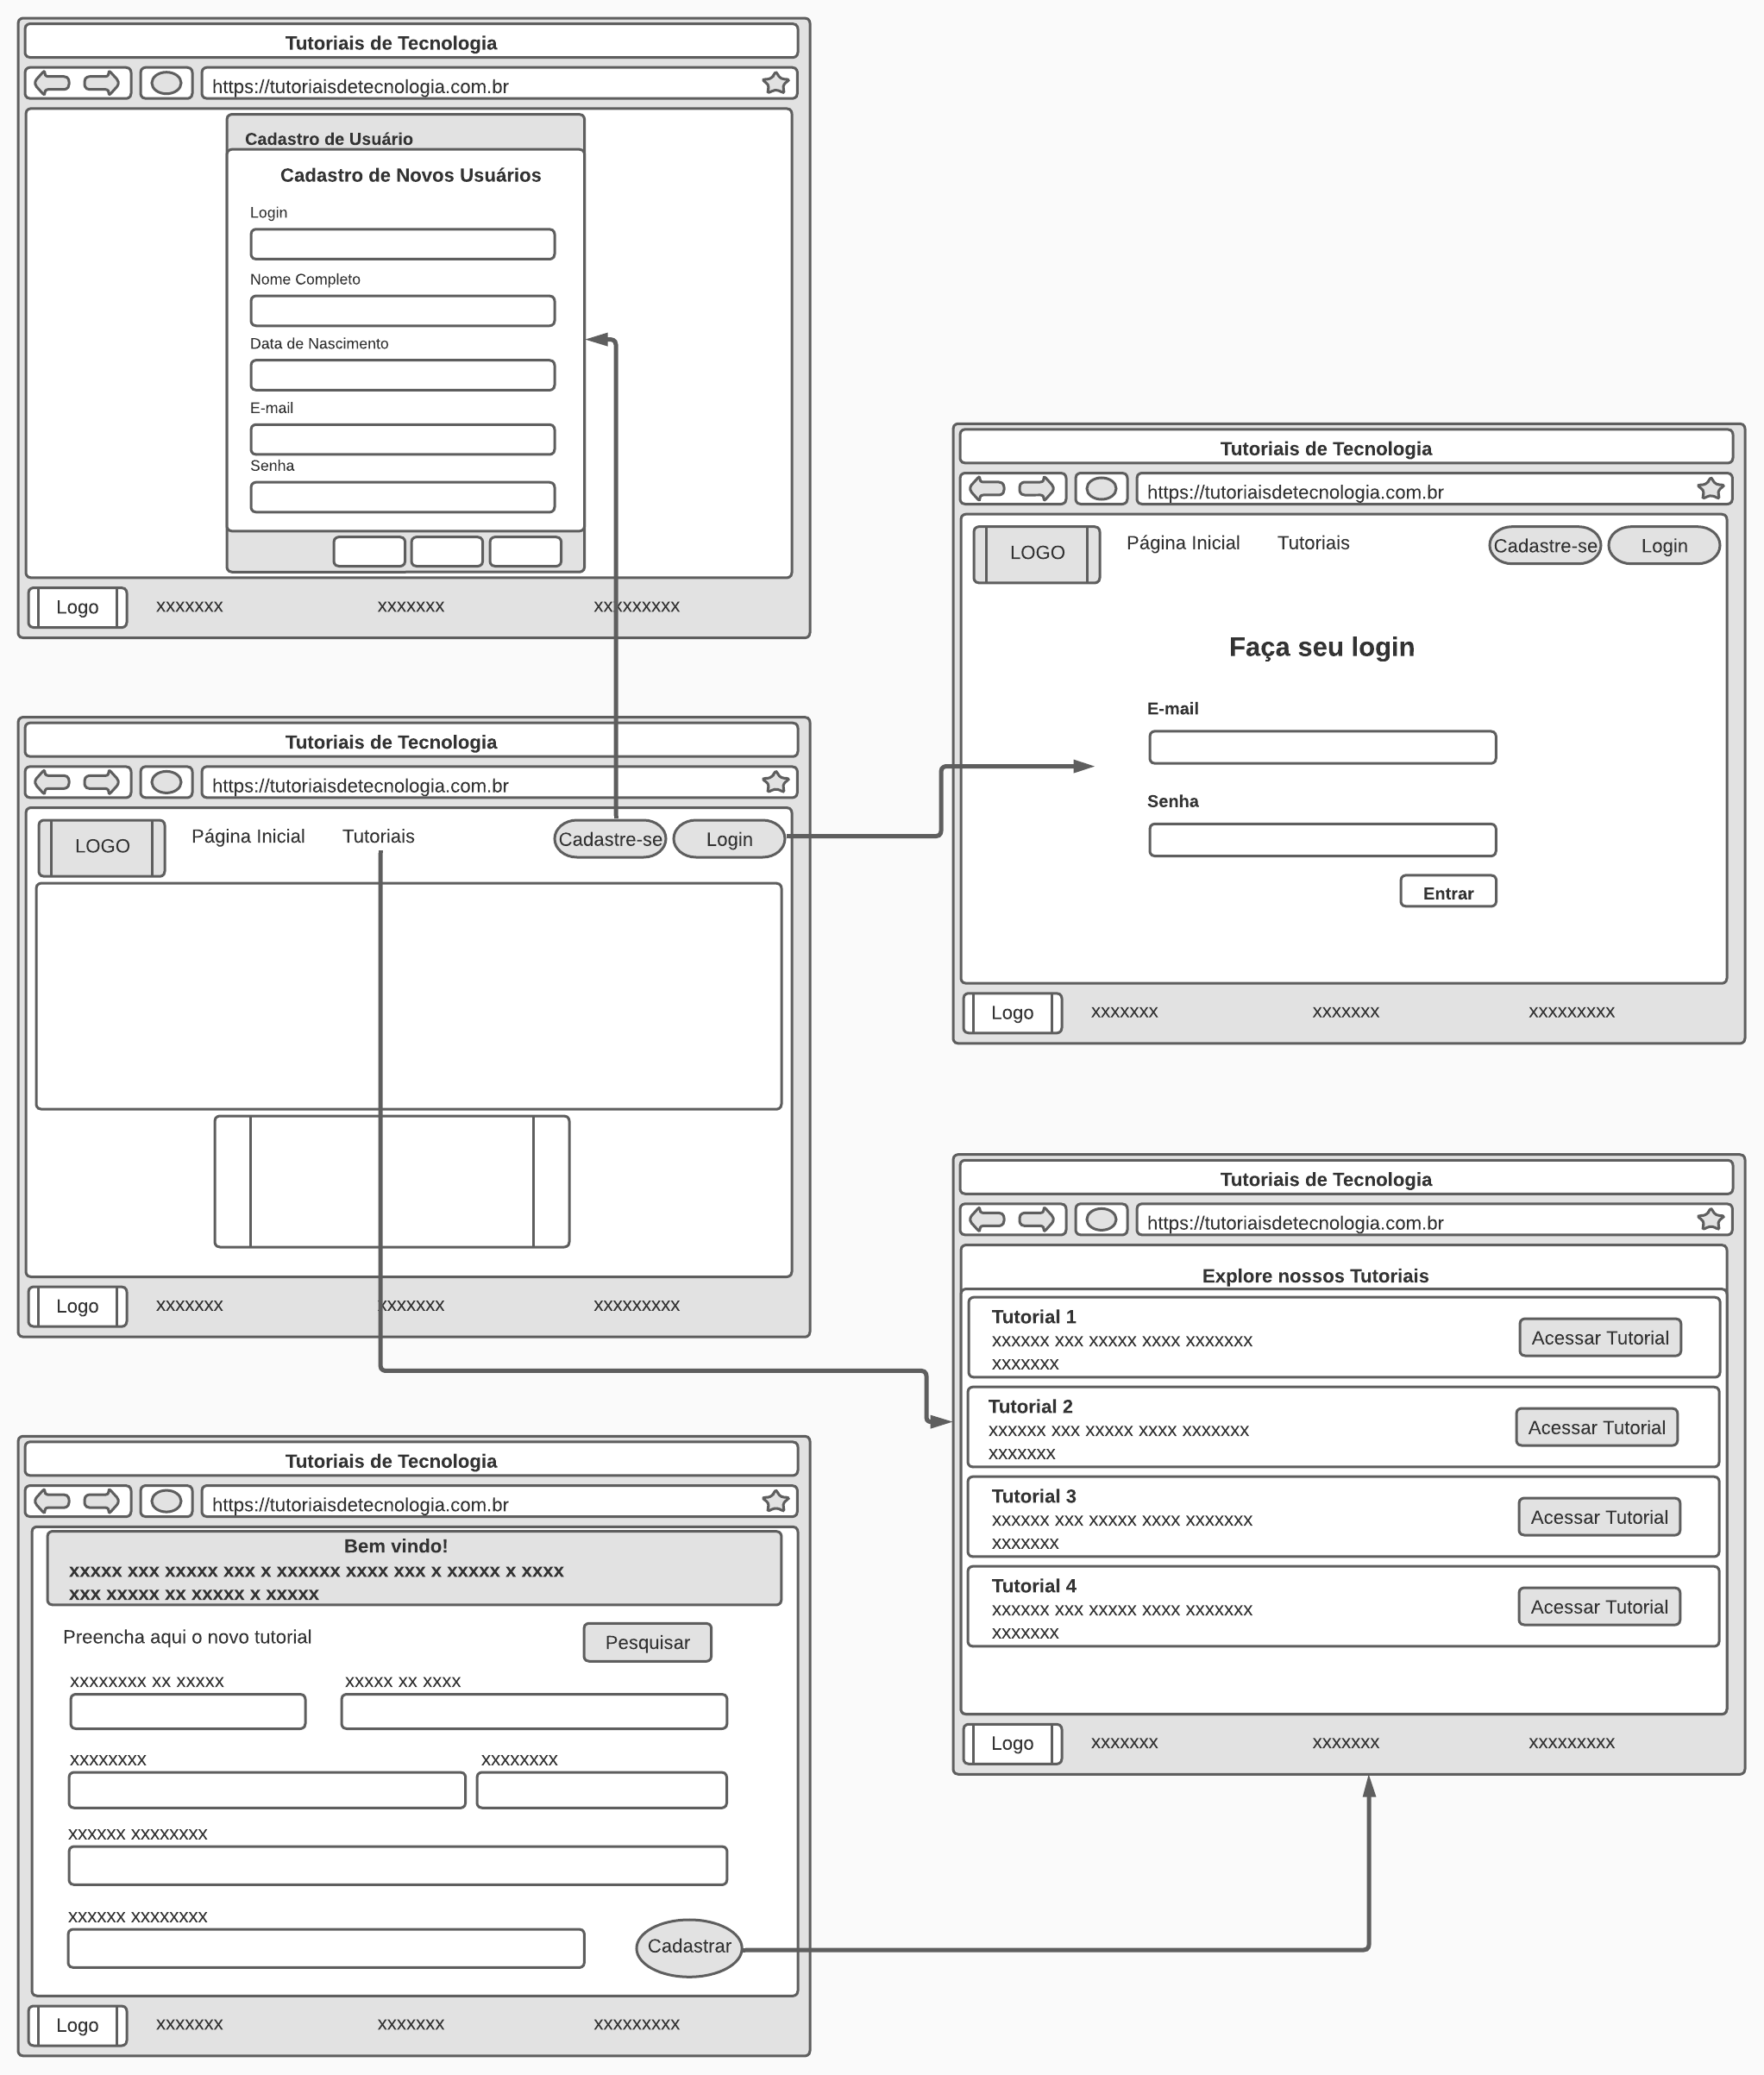 Tutoriais de Tecnologia
https://tutoriaisdetecnologia.com.br
Cadastro de Usuário
Cadastro de Novos Usuários
Login
Nome Completo
Data de Nascimento
E-mail
Senha
Logo xxxxxxx xxxxxxx xxxxxxxxx
Tutoriais de Tecnologia
https://tutoriaisdetecnologia.com.br
LOGO Página Inicial Tutoriais Cadastre-se Login
Faça seu login
E-mail
Senha
Entrar
Logo xxxxxxx xxxxxxx xxxxxxxxx
Tutoriais de Tecnologia
https://tutoriaisdetecnologia.com.br
LOGO Página Inicial Tutoriais Cadastre-se Login
Logo xxxxxxx xxxxxxx xxxxxxxxx
Tutoriais de Tecnologia
https://tutoriaisdetecnologia.com.br
Explore nossos Tutoriais
Tutorial 1
xxxxxx xxx xxxxx xxxx xxxxxxx
xxxxxxx
Acessar Tutorial
Tutorial 2
xxxxxx xxx xxxxx xxxx xxxxxxx
xxxxxxx
Acessar Tutorial
Tutorial 3
xxxxxx xxx xxxxx xxxx xxxxxxx
xxxxxxx
Acessar Tutorial
Tutorial 4
xxxxxx xxx xxxxx xxxx xxxxxxx
xxxxxxx
Acessar Tutorial
Logo xxxxxxx xxxxxxx xxxxxxxxx
Tutoriais de Tecnologia
https://tutoriaisdetecnologia.com.br
Bem vindo!
xxxxx xxx xxxxx xxx x xxxxxx xxxx xxx x xxxxx x xxxx
xxx xxxxx xx xxxxx x xxxxx
Preencha aqui o novo tutorial Pesquisar
xxxxxxxx xx xxxxx xxxxx xx xxxx
xxxxxxxx xxxxxxxx
xxxxxx xxxxxxxx
xxxxxx xxxxxxxx
Cadastrar
Logo xxxxxxx xxxxxxx xxxxxxxxx